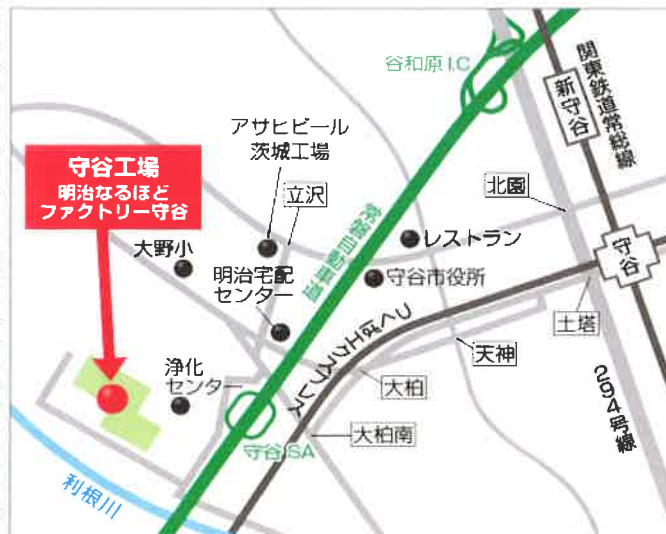 谷和原I.C
関東鉄道常総線
新守谷
アサヒビール
茨城工場
守谷工場
明治なるほど
ファクトリー守谷
立沢
北園
常磐自動車道
レストラン
守谷
大野小
明治宅配
センター
守谷市役所
土塔
つくばエクスプレス
天神
浄化
センター
大柏
294号線
守谷SA
大柏南
利根川